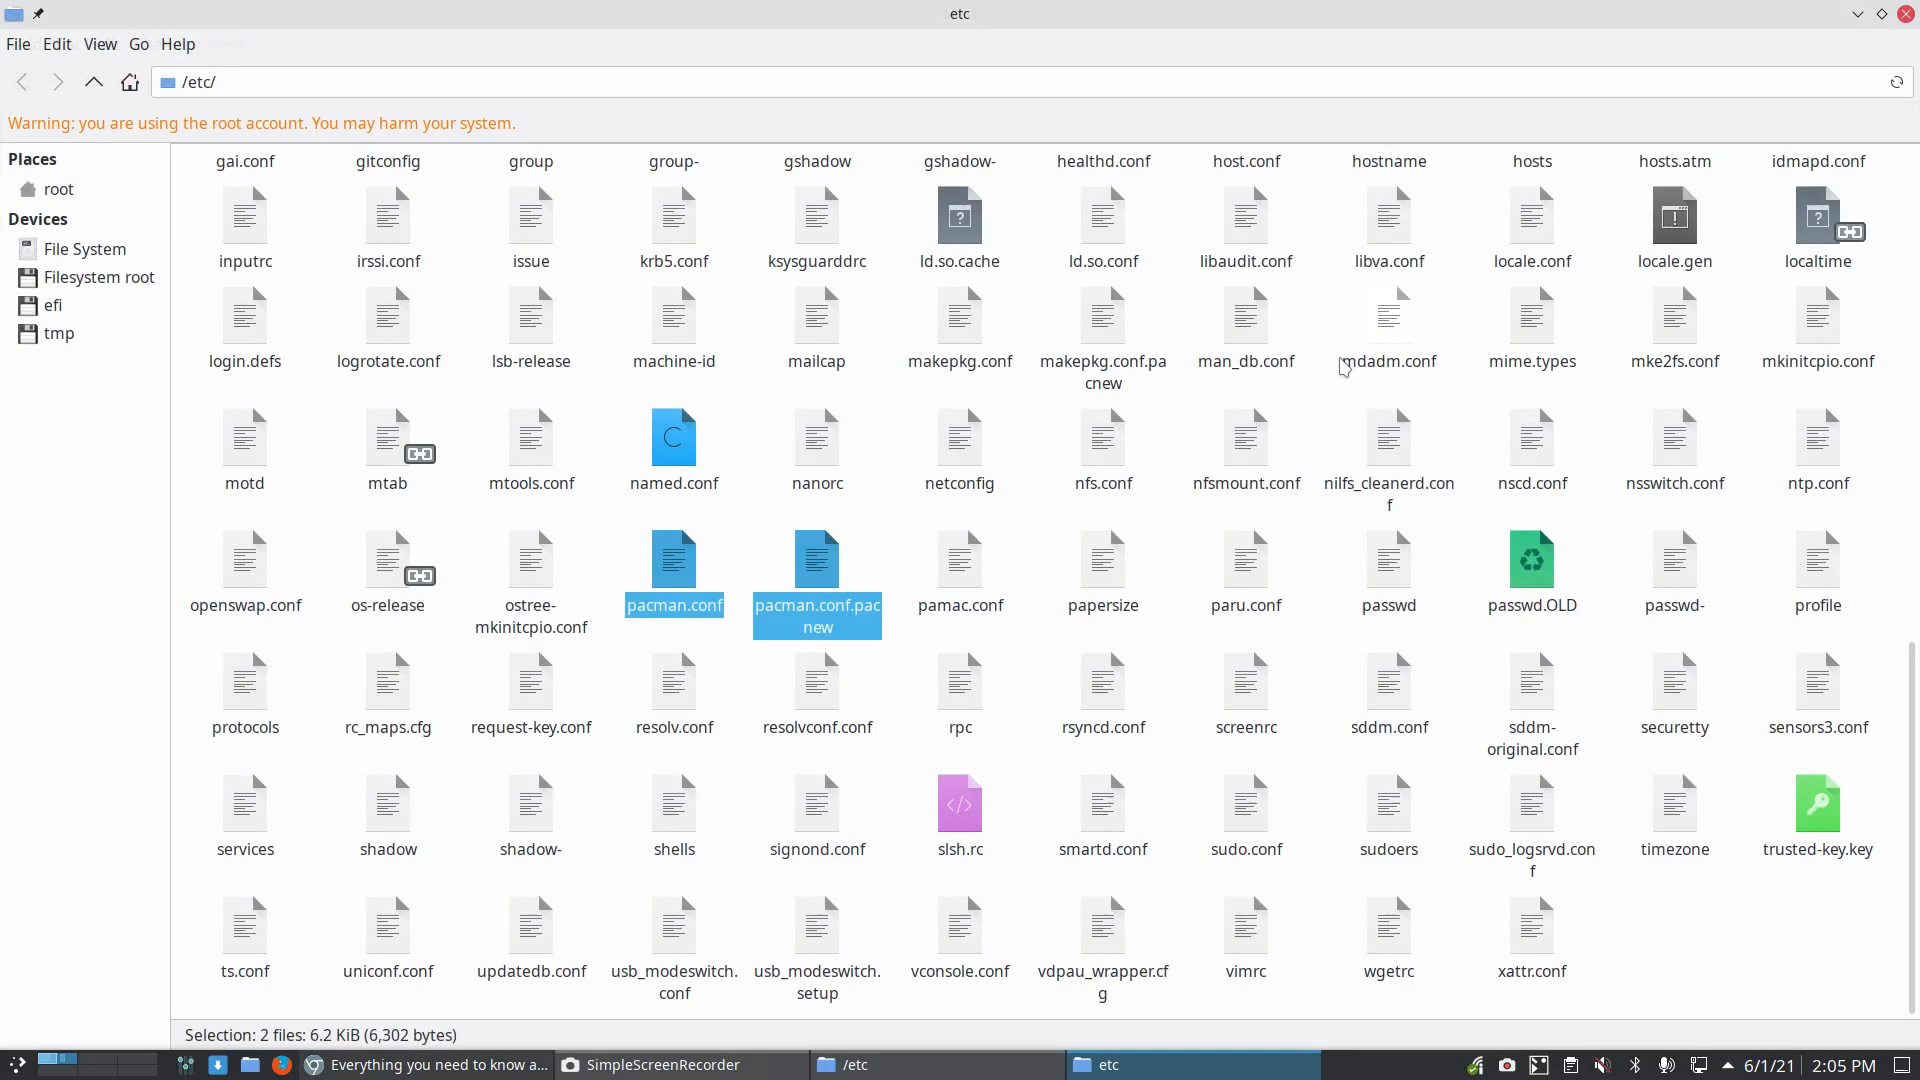 etc
File Edit View Go Help
/etc/
Warning: you are using the root account. You may harm your system.
Places
root
Devices
File System
Filesystem root
efi
tmp
gai.conf gitconfig group group- gshadow gshadow- healthd.conf host.conf hostname hosts hosts.atm idmapd.conf
inputrc irssi.conf issue krb5.conf ksysguarddrc ld.so.cache ld.so.conf libaudit.conf libva.conf locale.conf locale.gen localtime
login.defs logrotate.conf lsb-release machine-id mailcap makepkg.conf makepkg.conf.pa man_db.conf mdadm.conf mime.types mke2fs.conf mkinitcpio.conf
cnew
motd mtab mtools.conf named.conf nanorc netconfig nfs.conf nfsmount.conf nilfs_cleanerd.con nscd.conf nsswitch.conf ntp.conf
f
openswap.conf os-release ostree- pacman.conf pacman.conf.pac pamac.conf papersize paru.conf passwd passwd.OLD passwd- profile
mkinitcpio.conf new
protocols rc_maps.cfg request-key.conf resolv.conf resolvconf.conf rpc rsyncd.conf screenrc sddm.conf sddm- securetty sensors3.conf
original.conf
services shadow shadow- shells signond.conf slsh.rc smartd.conf sudo.conf sudoers sudo_logsrvd.con timezone trusted-key.key
f
ts.conf uniconf.conf updatedb.conf usb_modeswitch. usb_modeswitch. vconsole.conf vdpau_wrapper.cf vimrc wgetrc xattr.conf
conf setup g
Selection: 2 files: 6.2 KiB (6,302 bytes)
Everything you need to know a... SimpleScreenRecorder /etc etc 6/1/21 2:05 PM